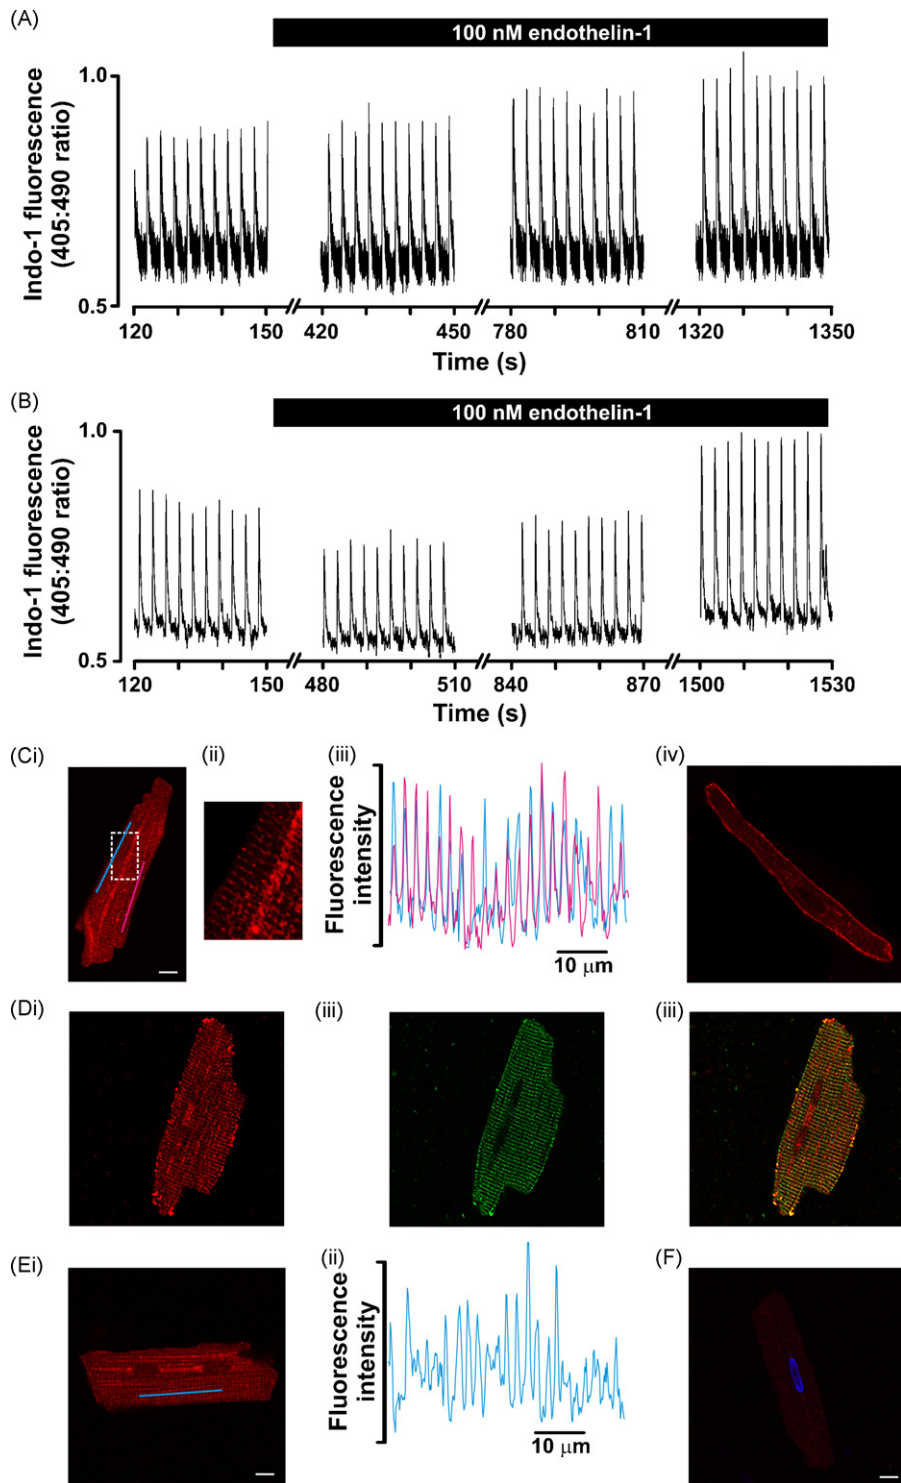 (A)
100 nM endothelin-1
Indo-1 fluorescence
(405:490 ratio)
1.0
0.5
120 150 420 450 780 810 1320 1350
Time (s)
(B)
100 nM endothelin-1
Indo-1 fluorescence
(405:490 ratio)
1.0
0.5
120 150 480 510 840 870 1500 1530
Time (s)
(Ci) (ii) (iii) (iv)
Fluorescence
intensity
10 μm
(Di) (iii) (iii)
(Ei) (ii) (F)
Fluorescence
intensity
10 μm